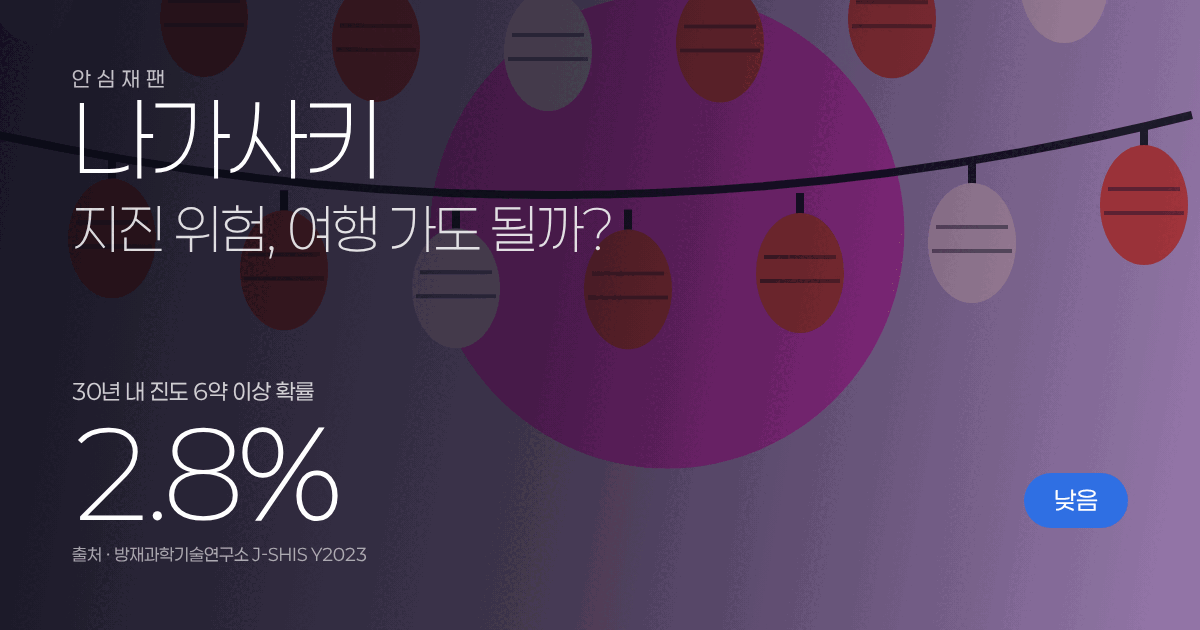 안심재팬
나가사키
지진 위험, 여행 가도 될까?
30년 내 진도 6약 이상 확률
2.8%
낮음
출처 · 방재과학기술연구소 J-SHIS Y2023